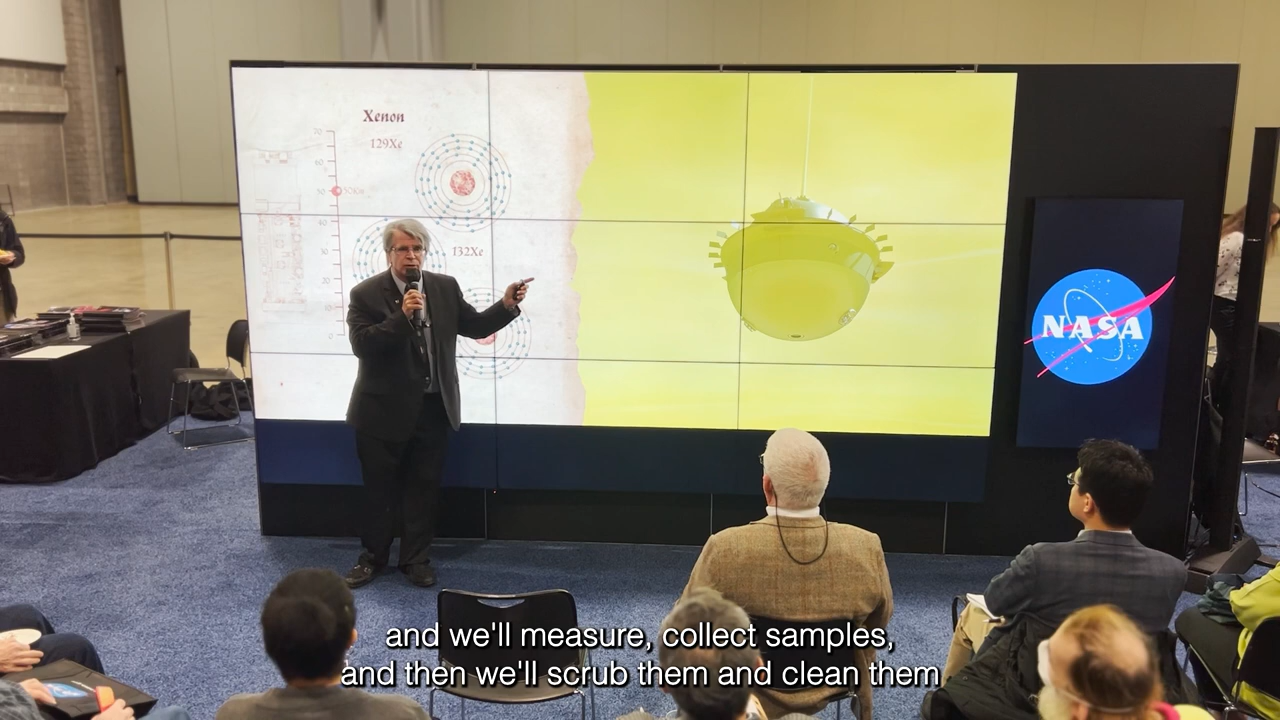 Xenon
129Xe
132Xe
NASA
and we'll measure, collect samples,
and then we'll scrub them and clean them